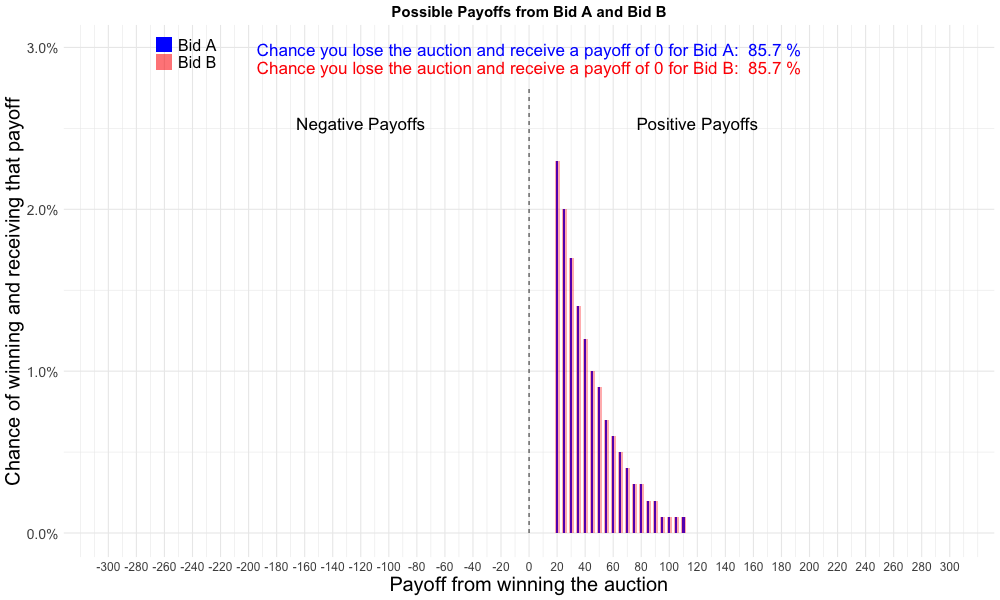 Possible Payoffs from Bid A and Bid B
Bid A
Bid B
Chance you lose the auction and receive a payoff of 0 for Bid A: 85.7 %
Chance you lose the auction and receive a payoff of 0 for Bid B: 85.7 %
Negative Payoffs
Positive Payoffs
Chance of winning and receiving that payoff
3.0%
2.0%
1.0%
0.0%
-300 -280 -260 -240 -220 -200 -180 -160 -140 -120 -100 -80 -60 -40 -20 0 20 40 60 80 100 120 140 160 180 200 220 240 260 280 300
Payoff from winning the auction